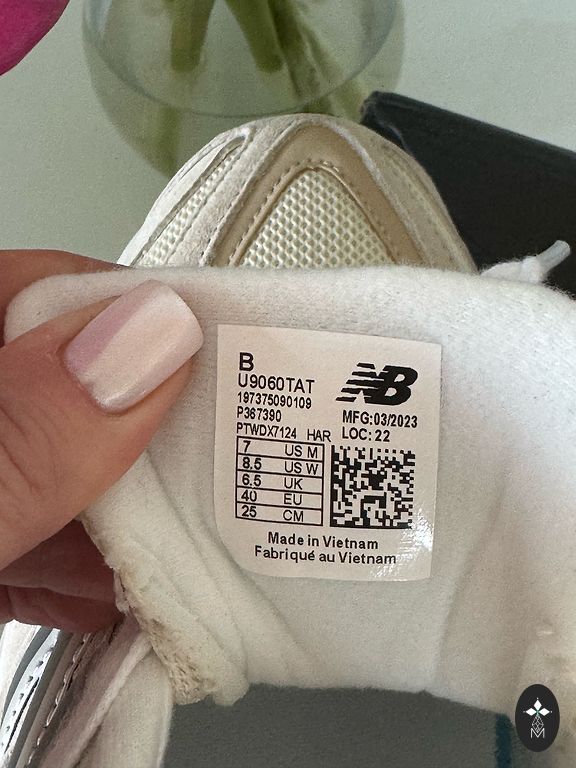 B
U9060TAT
197375090109
P367390
PTWDX7124 HAR
NB
MFG:03/2023
LOC: 22
7 US M
8.5 US W
6.5 UK
40 EU
25 CM
Made in Vietnam
Fabriqué au Vietnam
M